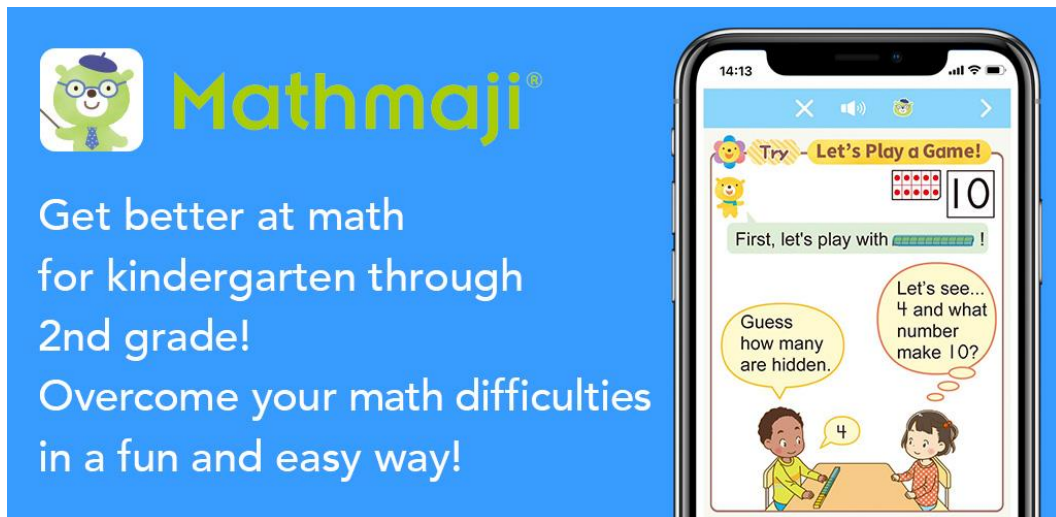 Mathmaji®
Get better at math
for kindergarten through
2nd grade!
Overcome your math difficulties
in a fun and easy way!
14:13
Try
Let's Play a Game!
10
First, let's play with !
Guess
how many
are hidden.
Let's see...
4 and what
number
make 10?
4